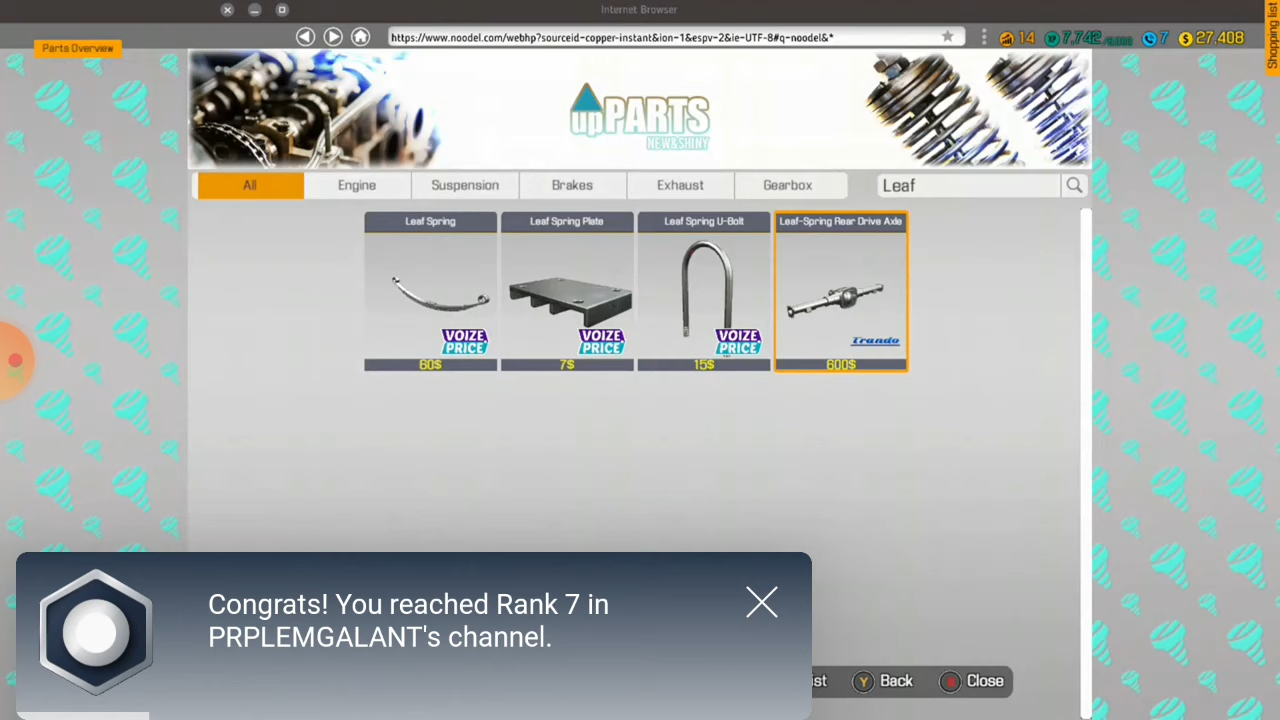 Internet Browser
Shopping list
https://www.noodel.com/webhp?sourceid-copper-instant&ion-1&espv-2&ie-UTF-8#q-noodel&*
14
7,742
7
27,408
Parts Overview
upPARTS
NEW&SHINY
All
Engine
Suspension
Brakes
Exhaust
Gearbox
Leaf
Leaf Spring
Leaf Spring Plate
Leaf Spring U-Bolt
Leaf-Spring Rear Drive Axle
VOIZE PRICE
VOIZE PRICE
VOIZE PRICE
Trando
60$
7$
15$
600$
Congrats! You reached Rank 7 in
PRPLEMGALANT's channel.
Y Back
Close